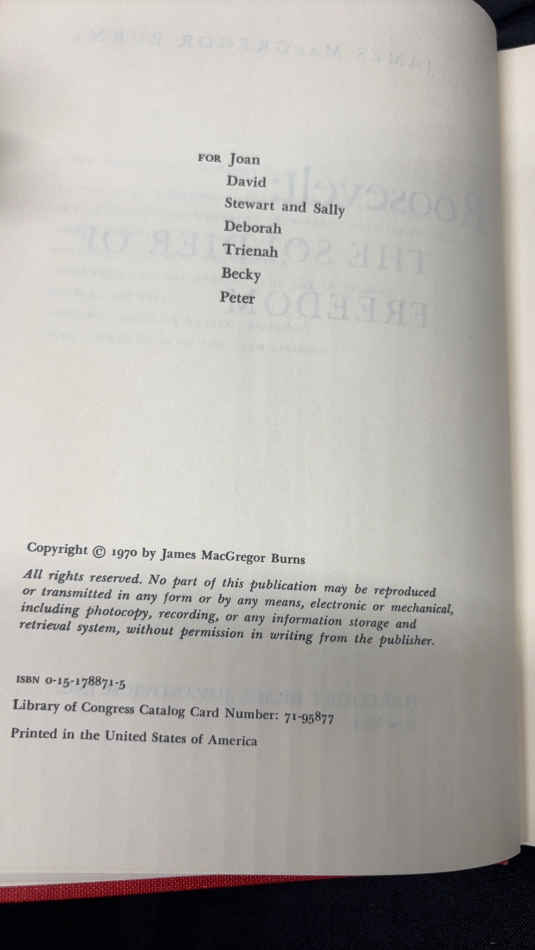 FOR Joan
David
Stewart and Sally
Deborah
Trienah
Becky
Peter
Copyright © 1970 by James MacGregor Burns
All rights reserved. No part of this publication may be reproduced
or transmitted in any form or by any means, electronic or mechanical,
including photocopy, recording, or any information storage and
retrieval system, without permission in writing from the publisher.
ISBN 0-15-178871-5
Library of Congress Catalog Card Number: 71-95877
Printed in the United States of America